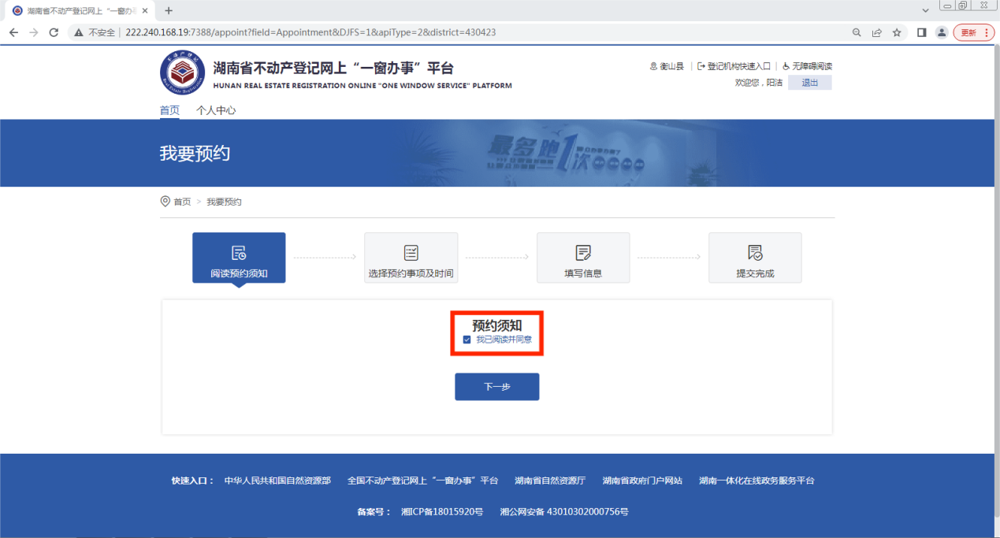 湖南省不动产登记网上“一窗办事
不安全 222.240.168.19:7388/appoint?field=Appointment&DJFS=1&apiType=2&district=430423
更新
湖南省不动产登记网上“一窗办事”平台
HUNAN REAL ESTATE REGISTRATION ONLINE "ONE WINDOW SERVICE" PLATFORM
衡山县 | 登记机构快速入口 | 无障碍阅读
欢迎您，阳洁 退出
首页 个人中心
我要预约
最多跑1次
首页 > 我要预约
阅读预约须知 选择预约事项及时间 填写信息 提交完成
预约须知
我已阅读并同意
下一步
快速入口： 中华人民共和国自然资源部 全国不动产登记网上“一窗办事”平台 湖南省自然资源厅 湖南省政府门户网站 湖南一体化在线政务服务平台
备案号： 湘ICP备18015920号 湘公网安备 43010302000756号